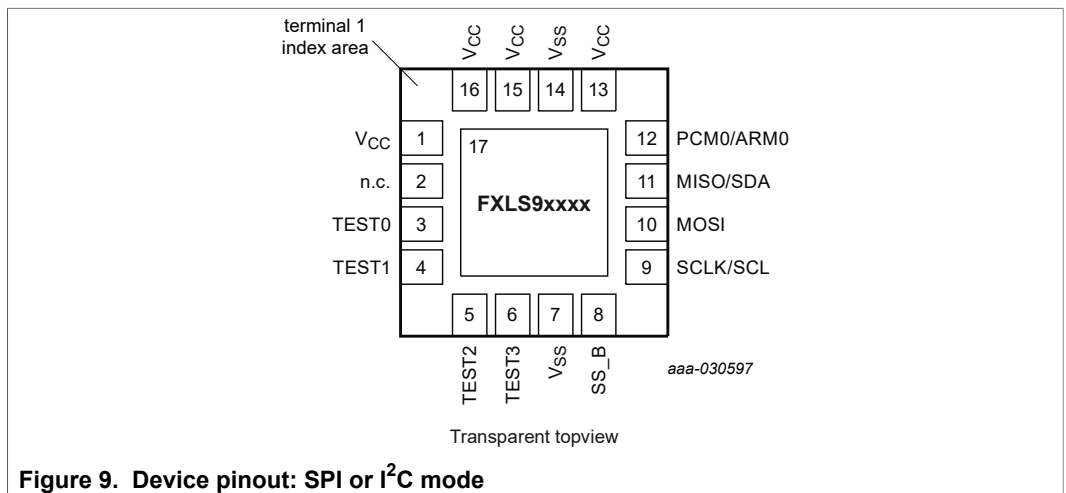 terminal 1
index area
VCC
VCC
VSS
VCC
16
15
14
13
VCC
1
17
12
PCM0/ARM0
n.c.
2
11
MISO/SDA
FXLS9xxxx
TEST0
3
10
MOSI
TEST1
4
9
SCLK/SCL
5
6
7
8
TEST2
TEST3
VSS
SS_B
aaa-030597
Transparent topview
Figure 9. Device pinout: SPI or I²C mode